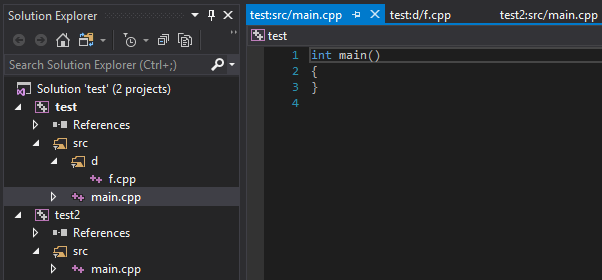 Solution Explorer
Search Solution Explorer (Ctrl+;)
Solution 'test' (2 projects)
test
References
src
d
f.cpp
main.cpp
test2
References
src
main.cpp
test:src/main.cpp
test:d/f.cpp
test2:src/main.cpp
test
1 int main()
2 {
3 }
4